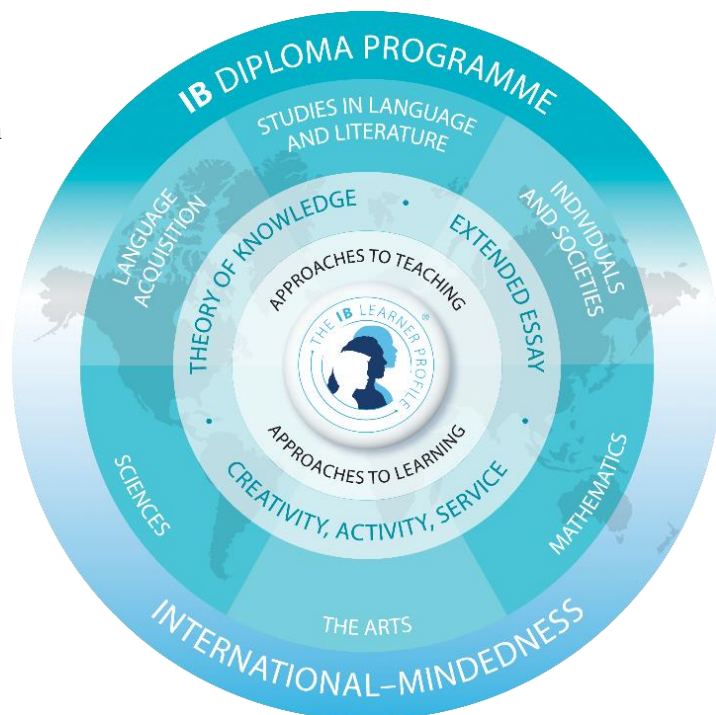 IB DIPLOMA PROGRAMME
STUDIES IN LANGUAGE
AND LITERATURE
LANGUAGE
ACQUISITION
INDIVIDUALS
AND SOCIETIES
THEORY OF KNOWLEDGE
EXTENDED ESSAY
APPROACHES TO TEACHING
THE IB LEARNER PROFILE ®
APPROACHES TO LEARNING
CREATIVITY, ACTIVITY, SERVICE
SCIENCES
MATHEMATICS
THE ARTS
INTERNATIONAL–MINDEDNESS